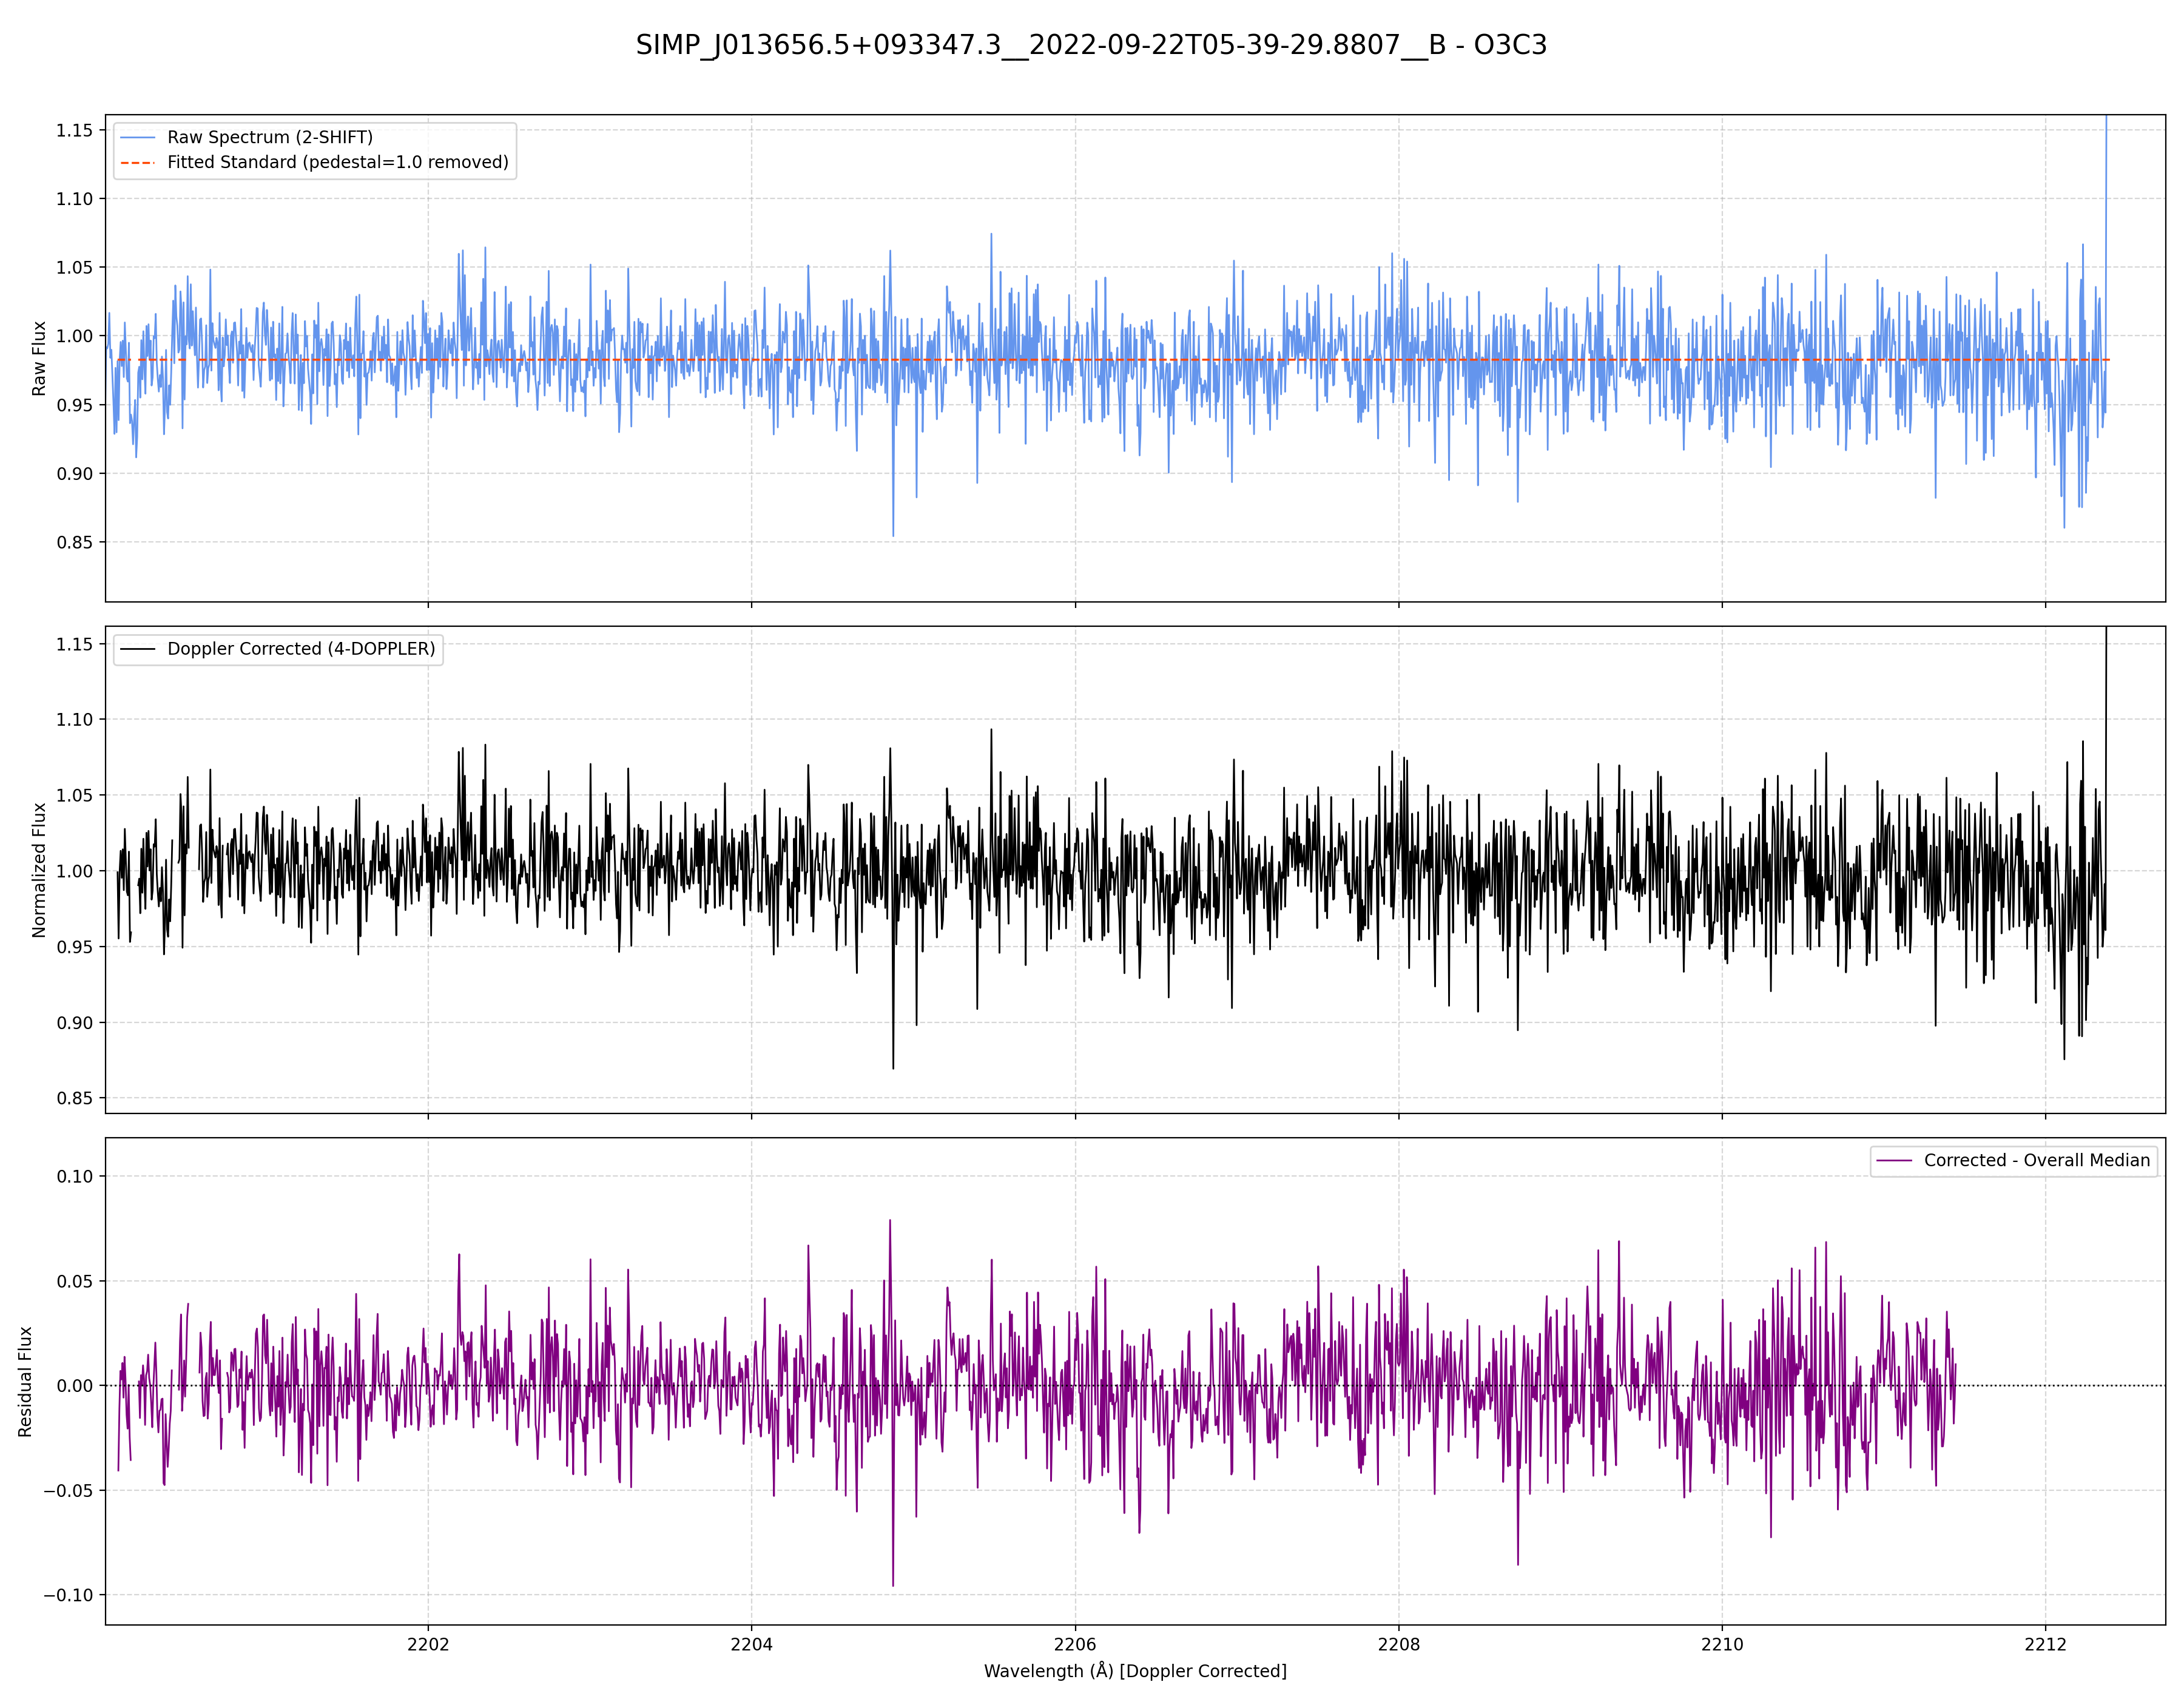 SIMP_J013656.5+093347.3__2022-09-22T05-39-29.8807__B - O3C3
Raw Spectrum (2-SHIFT)
Fitted Standard (pedestal=1.0 removed)
1.15
1.10
1.05
1.00
0.95
0.90
0.85
Raw Flux
Doppler Corrected (4-DOPPLER)
1.15
1.10
1.05
1.00
0.95
0.90
0.85
Normalized Flux
Corrected - Overall Median
0.10
0.05
0.00
−0.05
−0.10
Residual Flux
2202
2204
2206
2208
2210
2212
Wavelength (Å) [Doppler Corrected]